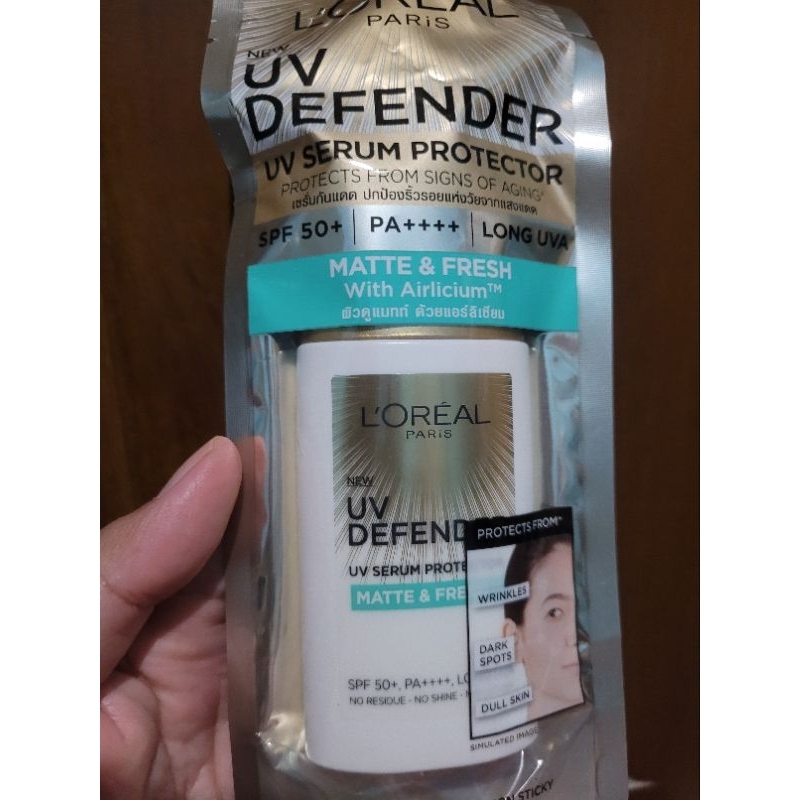 L'ORÉAL
PARIS
NEW
UV
DEFENDER
UV SERUM PROTECTOR
PROTECTS FROM SIGNS OF AGING*
เซรั่มกันแดด ปกป้องริ้วรอยแห่งวัยจากแสงแดด
SPF 50+ | PA++++ | LONG UVA
MATTE & FRESH
With Airlicium™
ผิวดูแมทท์ ด้วยแอร์ลิเซียม
L'ORÉAL
PARIS
NEW
UV
DEFEND
UV SERUM PROTE
MATTE & FRE
SPF 50+, PA++++, LO
NO RESIDUE - NO SHINE -
PROTECTS FROM**
WRINKLES
DARK
SPOTS
DULL SKIN
SIMULATED IMAGE
STICKY